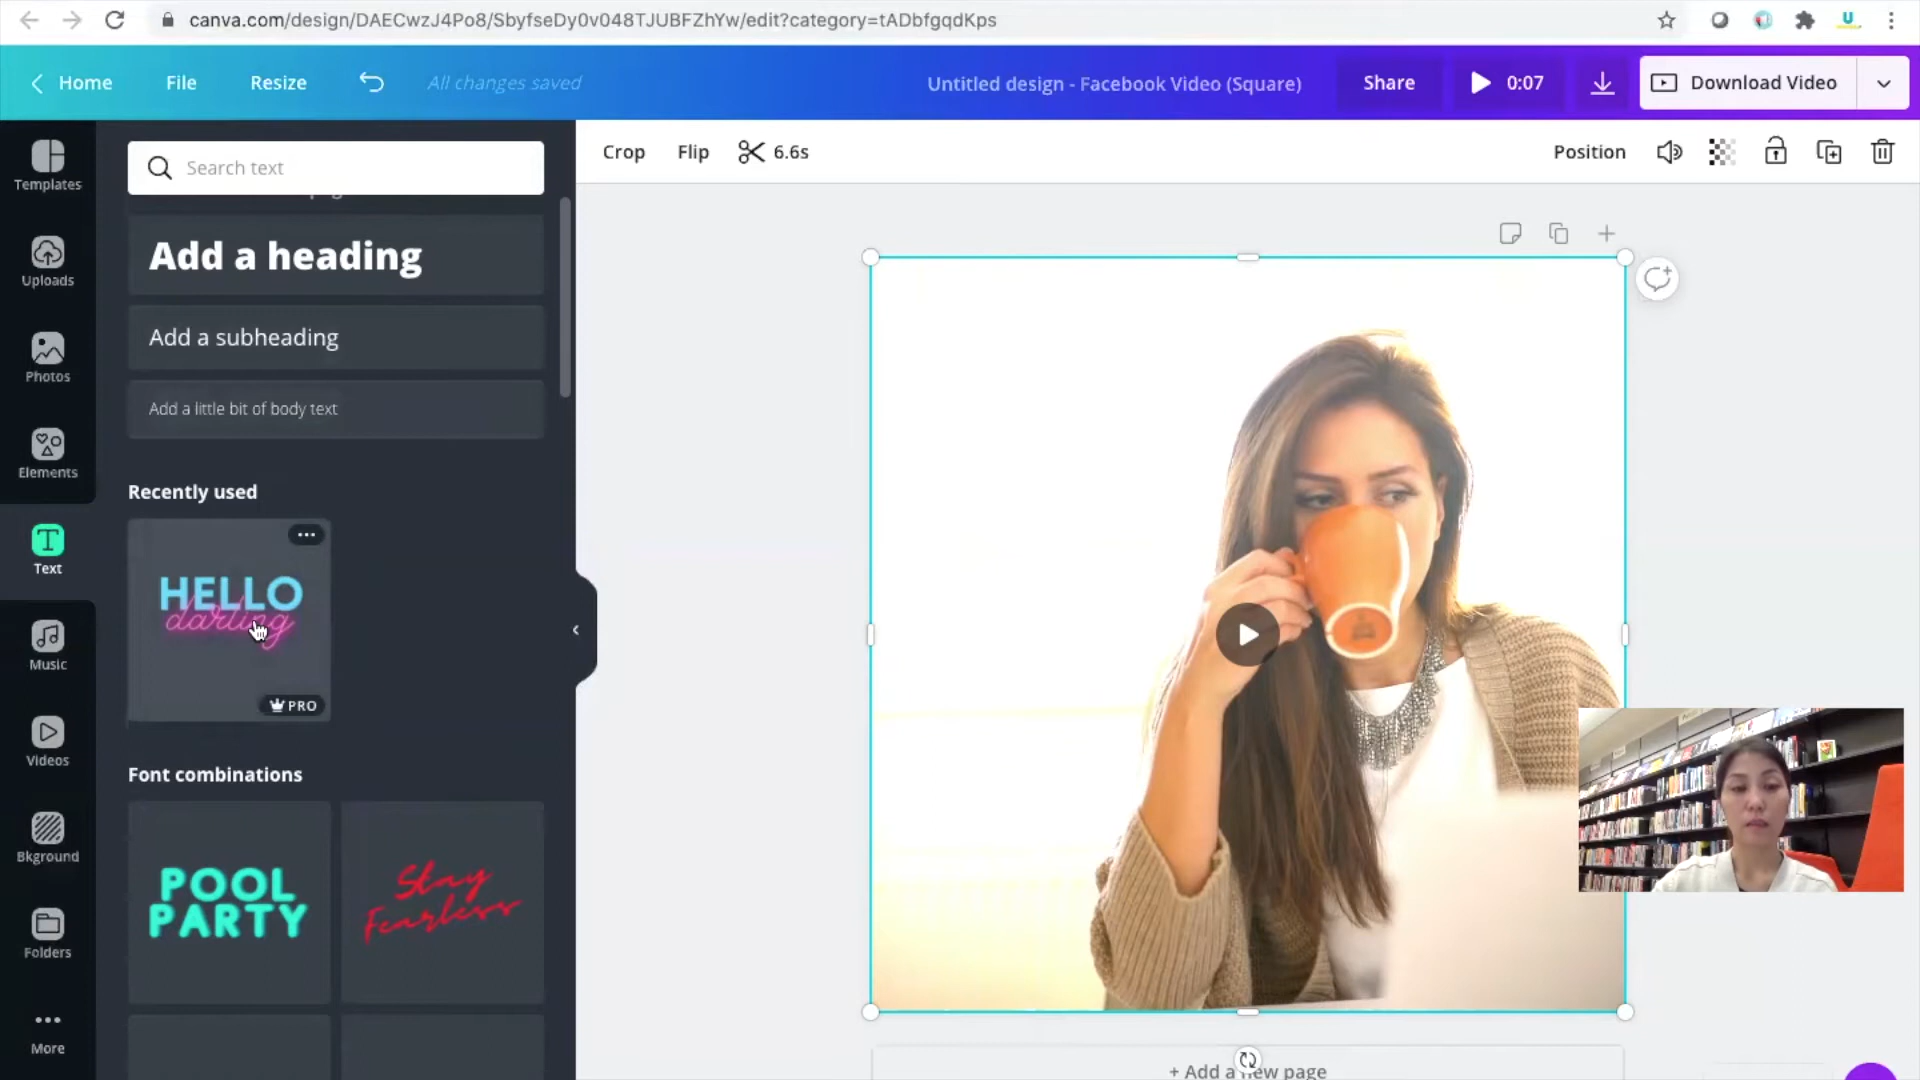 canva.com/design/DAECwzJ4Po8/SbyfseDy0v048TJUBFZhYw/edit?category=tADbfgqdKps
Home File Resize All changes saved Untitled design - Facebook Video (Square) Share 0:07 Download Video
Templates
Uploads
Photos
Elements
Text
Music
Videos
Bkground
Folders
More
Search text
Add a heading
Add a subheading
Add a little bit of body text
Recently used
HELLO
darling
PRO
Font combinations
POOL
PARTY
Stay
Fearless
Crop Flip 6.6s Position
+ Add a new page